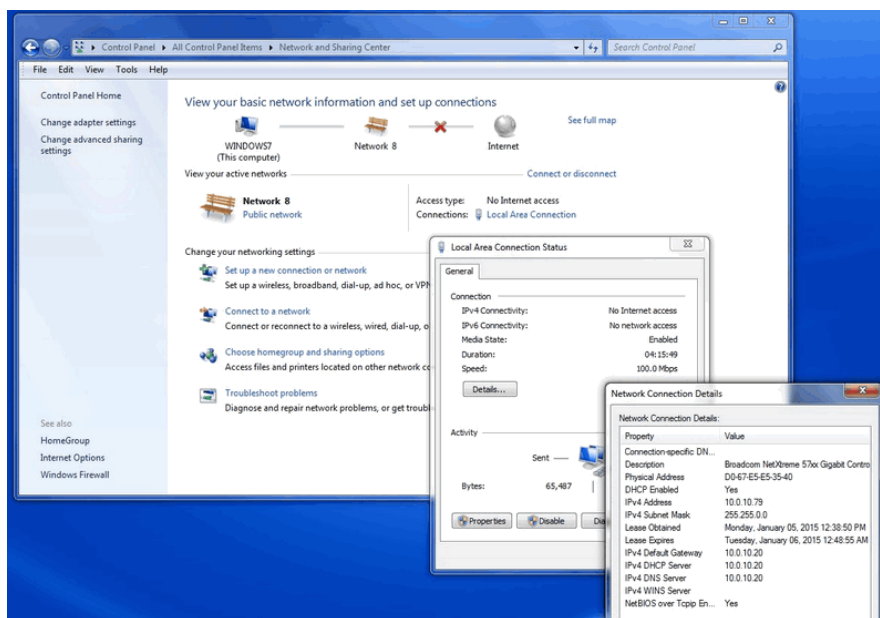 Control Panel ▸ All Control Panel Items ▸ Network and Sharing Center
Search Control Panel
File Edit View Tools Help
Control Panel Home
Change adapter settings
Change advanced sharing
settings
See also
HomeGroup
Internet Options
Windows Firewall
View your basic network information and set up connections
See full map
WINDOWS7
(This computer)
Network 8
Internet
View your active networks
Connect or disconnect
Network 8
Public network
Access type: No Internet access
Connections: Local Area Connection
Change your networking settings
Set up a new connection or network
Set up a wireless, broadband, dial-up, ad hoc, or VPN
Connect to a network
Connect or reconnect to a wireless, wired, dial-up, o
Choose homegroup and sharing options
Access files and printers located on other network co
Troubleshoot problems
Diagnose and repair network problems, or get troubl
Local Area Connection Status
General
Connection
IPv4 Connectivity: No Internet access
IPv6 Connectivity: No network access
Media State: Enabled
Duration: 04:15:49
Speed: 100.0 Mbps
Details...
Activity
Sent
Bytes: 65,487
Properties Disable Dia
Network Connection Details
Network Connection Details:
Property Value
Connection-specific DN...
Description Broadcom NetXtreme 57xx Gigabit Contro
Physical Address D0-67-E5-E5-35-40
DHCP Enabled Yes
IPv4 Address 10.0.10.79
IPv4 Subnet Mask 255.255.0.0
Lease Obtained Monday, January 05, 2015 12:38:50 PM
Lease Expires Tuesday, January 06, 2015 12:48:55 AM
IPv4 Default Gateway 10.0.10.20
IPv4 DHCP Server 10.0.10.20
IPv4 DNS Server 10.0.10.20
IPv4 WINS Server
NetBIOS over Tcpip En... Yes